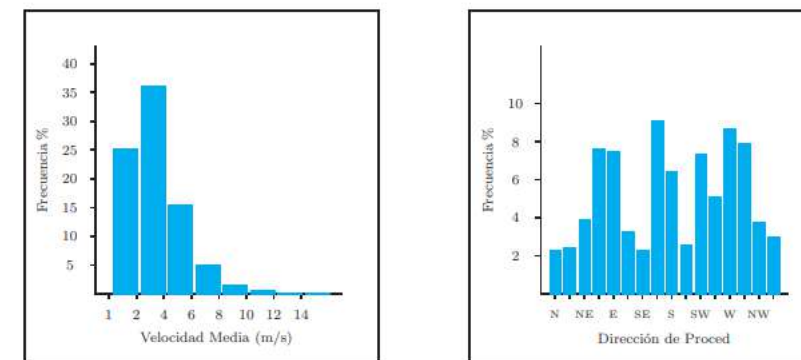 40
35
30
25
20
15
10
5
Frecuencia %
1 2 4 6 8 10 12 14
Velocidad Media (m/s)
10
8
6
4
2
Frecuencia %
N NE E SE S SW W NW
Dirección de Proced